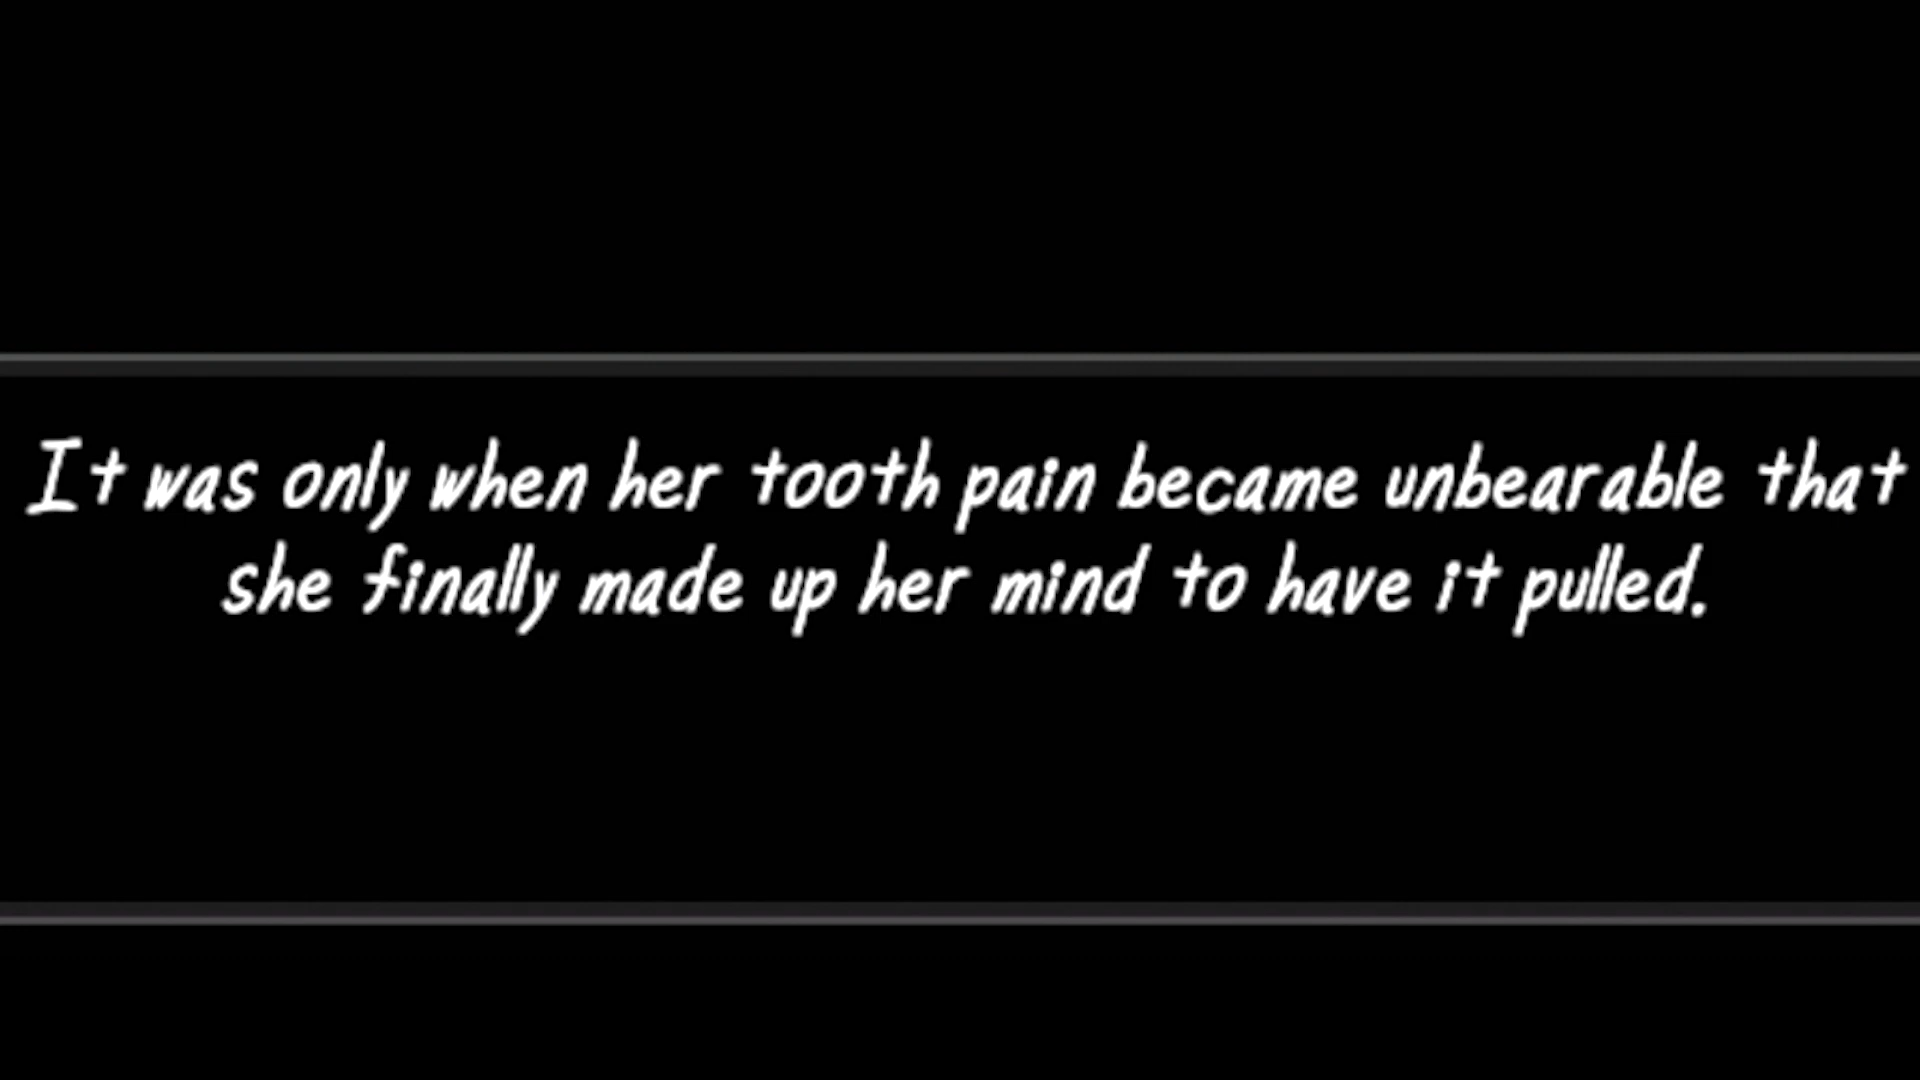 It was only when her tooth pain became unbearable that
she finally made up her mind to have it pulled.